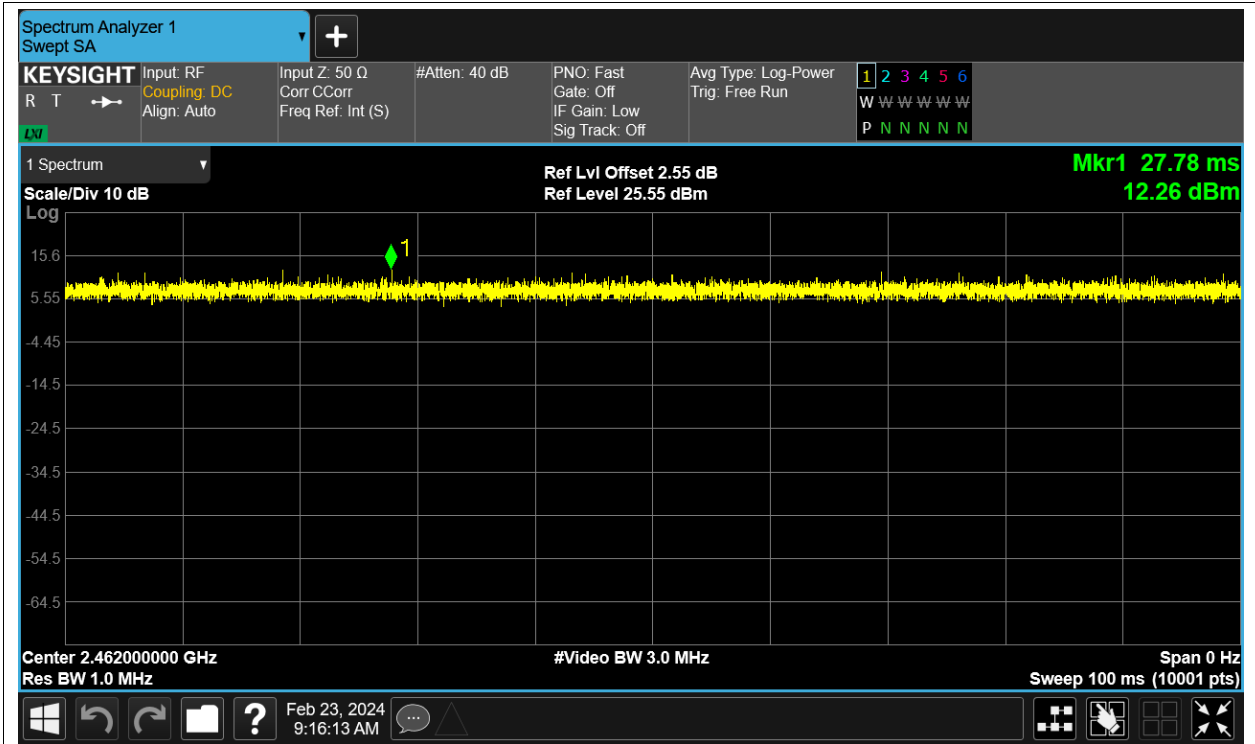 Spectrum Analyzer 1
Swept SA
KEYSIGHT
R T
LXI
Input: RF
Coupling: DC
Align: Auto
Input Z: 50 Ω
Corr CCorr
Freq Ref: Int (S)
#Atten: 40 dB
PNO: Fast
Gate: Off
IF Gain: Low
Sig Track: Off
Avg Type: Log-Power
Trig: Free Run
1 2 3 4 5 6
W W W W W W
P N N N N N
1 Spectrum
Scale/Div 10 dB
Ref Lvl Offset 2.55 dB
Ref Level 25.55 dBm
Mkr1 27.78 ms
12.26 dBm
Log
1
15.6
5.55
-4.45
-14.5
-24.5
-34.5
-44.5
-54.5
-64.5
Center 2.462000000 GHz
#Video BW 3.0 MHz
Span 0 Hz
Res BW 1.0 MHz
Sweep 100 ms (10001 pts)
?
Feb 23, 2024
9:16:13 AM